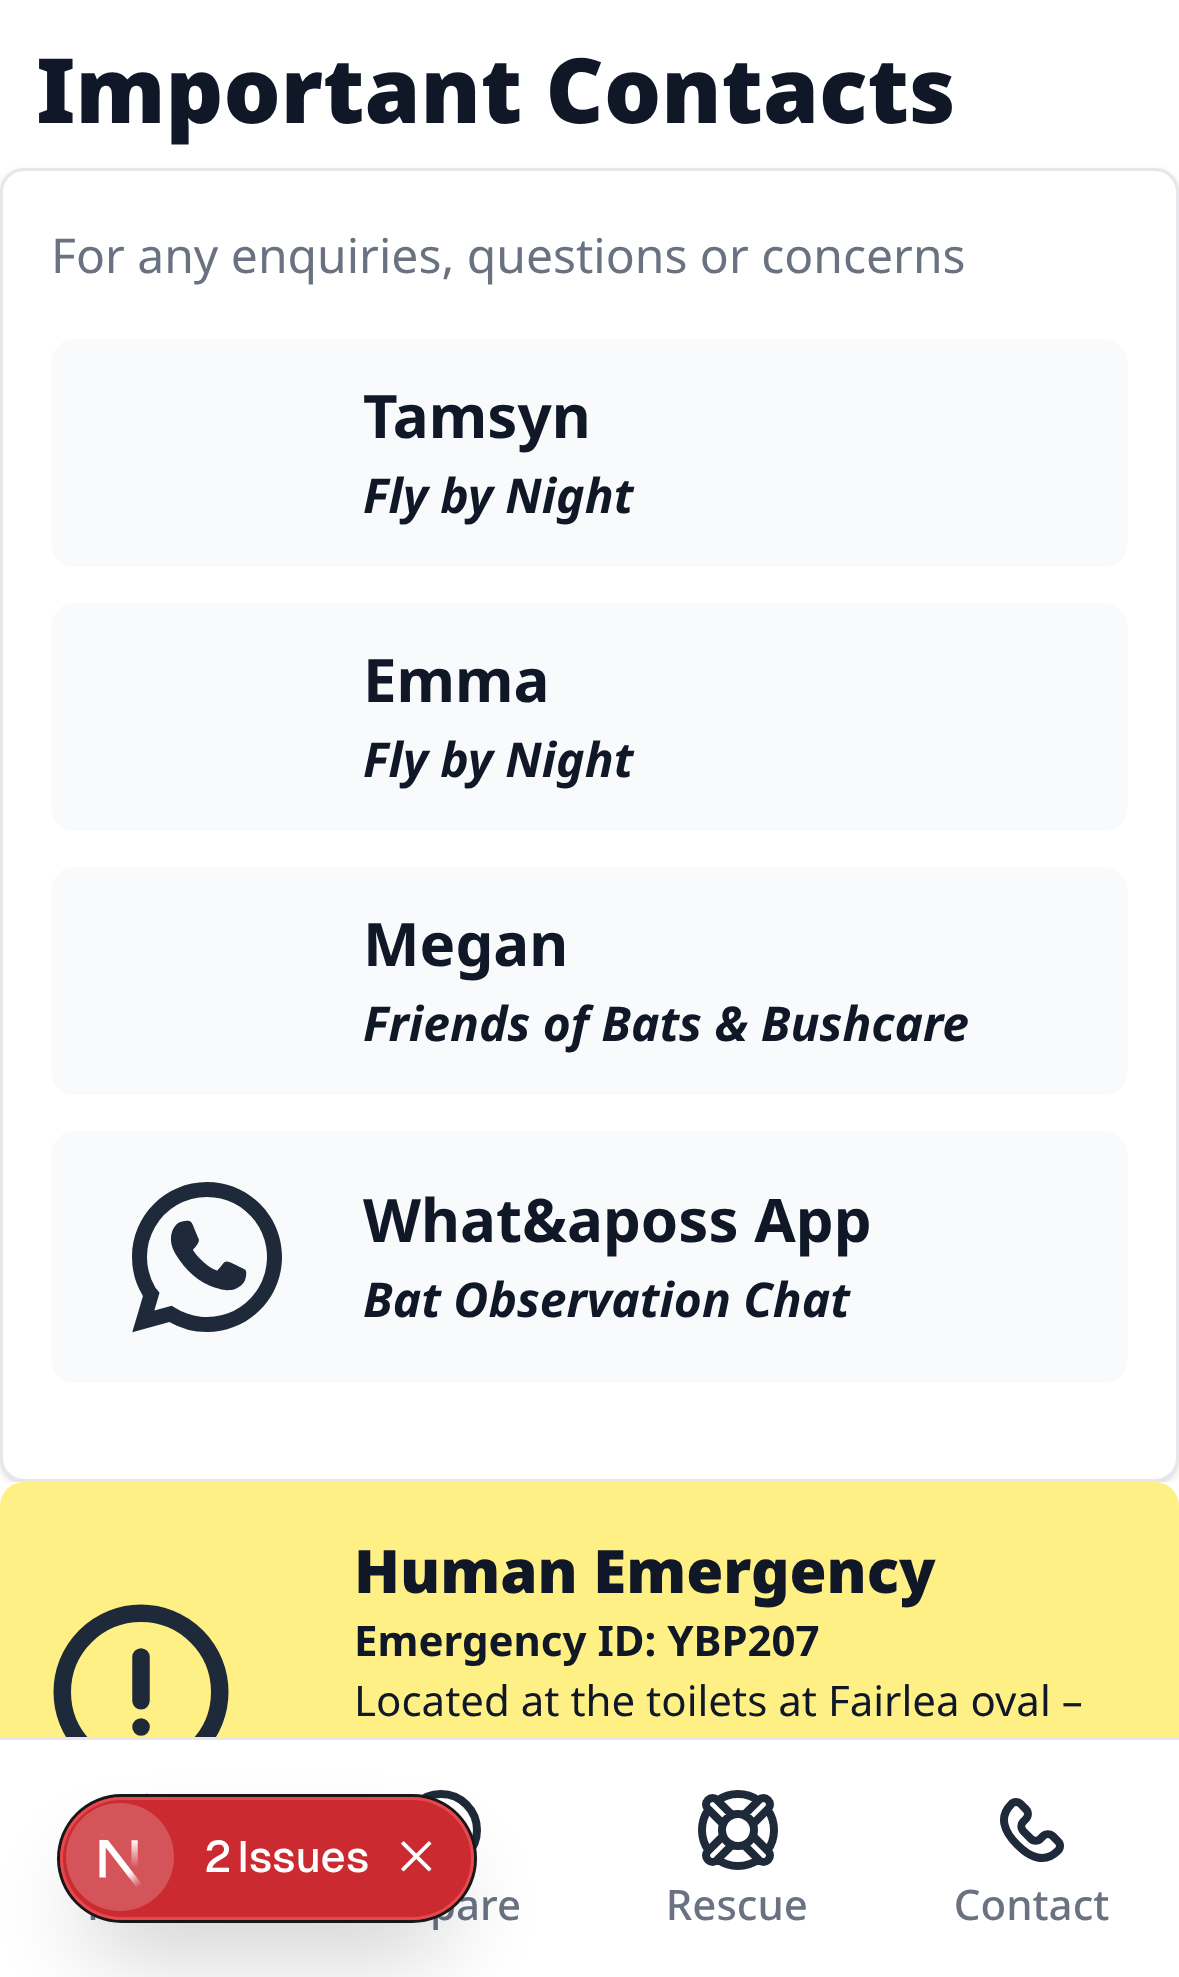 Important Contacts
For any enquiries, questions or concerns
Tamsyn
Fly by Night
Emma
Fly by Night
Megan
Friends of Bats & Bushcare
What&aposs App
Bat Observation Chat
Human Emergency
Emergency ID: YBP207
Located at the toilets at Fairlea oval –
N 2 Issues
pare Rescue Contact